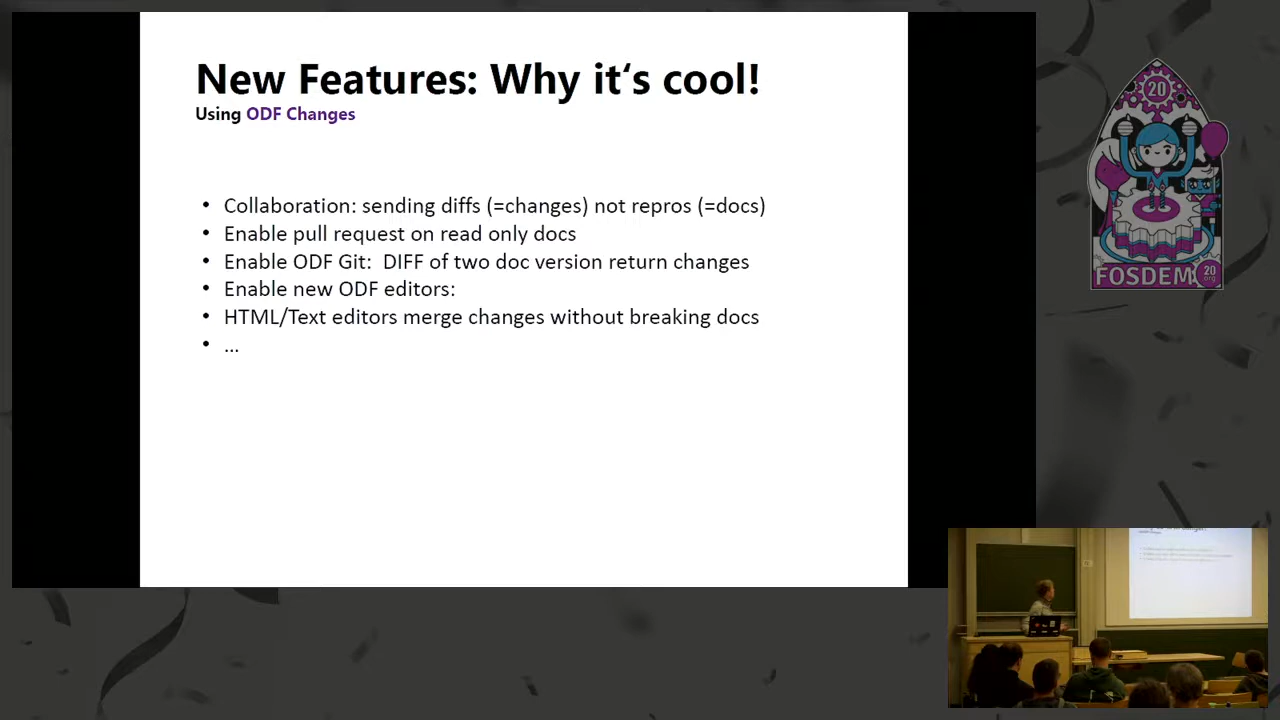 New Features: Why it‘s cool!
Using ODF Changes
• Collaboration: sending diffs (=changes) not repros (=docs)
• Enable pull request on read only docs
• Enable ODF Git:  DIFF of two doc version return changes
• Enable new ODF editors:
• HTML/Text editors merge changes without breaking docs
• ...
20
FOSDEM
20
.org